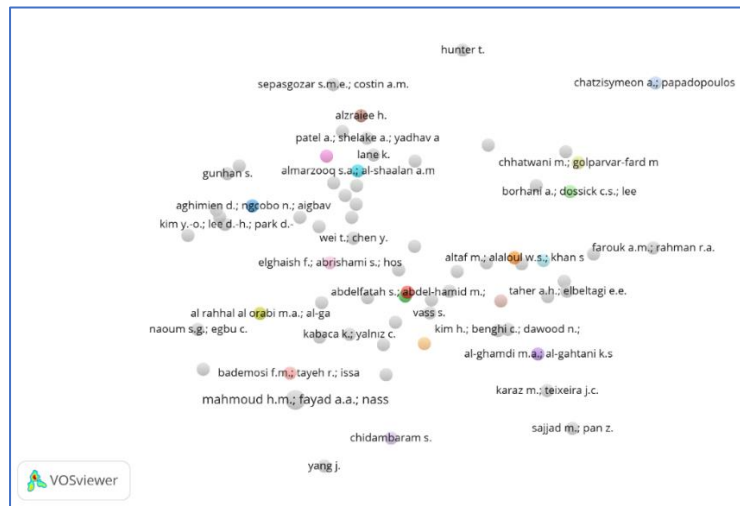 hunter t.
chatzisymeon a.; papadopoulos
sepasgozar s.m.e.; costin a.m.
alzraiee h.
patel a.; shelake a.; yadhav a
lane k.
chhatwani m.; golparvar-fard m
gunhan s.
almarzooq s.a.; al-shaalan a.m
borhani a.; dossick c.s.; lee
aghimien d.; ngcobo n.; aigbav
kim y.-o.; lee d.-h.; park d.-
wei t.; chen y.
farouk a.m.; rahman r.a.
elghaish f.; abrishami s.; hos
altaf m.; alaloul w.s.; khan s
abdelfatah s.; abdel-hamid m.;
taher a.h.; elbeltagi e.e.
al rahhal al orabi m.a.; al-ga
vass s.
naoum s.g.; egbu c.
kabaca k.; yalnız c.
kim h.; benghi c.; dawood n.;
al-ghamdi m.a.; al-gahtani k.s
bademosi f.m.; tayeh r.; issa
mahmoud h.m.; fayad a.a.; nass
karaz m.; teixeira j.c.
sajjad m.; pan z.
chidambaram s.
yang j.
VOSviewer